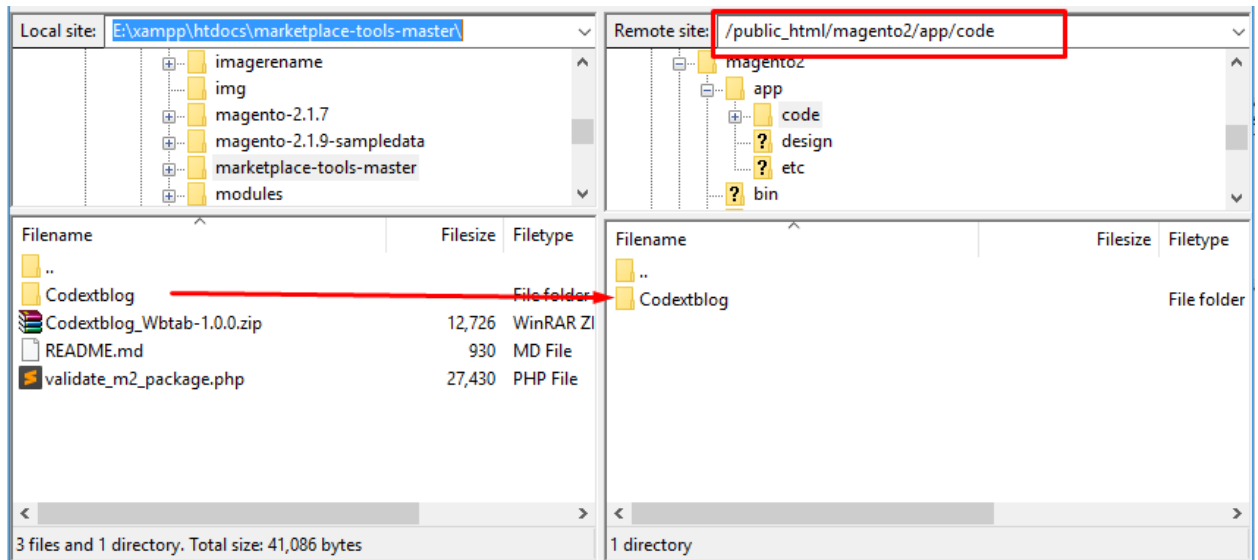 Local site: E:\xampp\htdocs\marketplace-tools-master\
imagerename
img
magento-2.1.7
magento-2.1.9-sampledata
marketplace-tools-master
modules
Filename Filesize Filetype
..
Codextblog File folder
Codextblog_Wbtab-1.0.0.zip 12,726 WinRAR ZI
README.md 930 MD File
validate_m2_package.php 27,430 PHP File
3 files and 1 directory. Total size: 41,086 bytes
Remote site: /public_html/magento2/app/code
magento2
app
code
? design
? etc
? bin
Filename Filesize Filetype
..
Codextblog File folder
1 directory